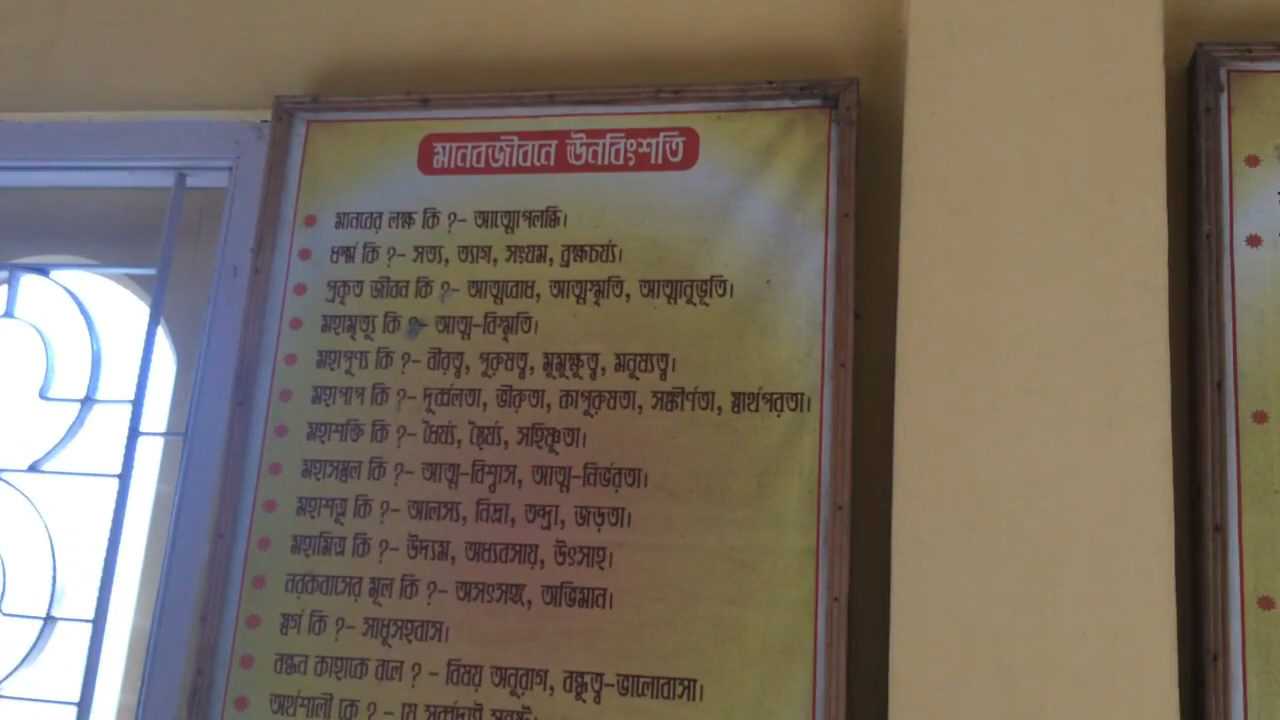 মানবজীবনে ঊনবিংশতি
মানবের লক্ষ কি ?– আত্মোপলব্ধি।
ধর্ম্ম কি ?– সত্য, ত্যাগ, সংযম, ব্রহ্মচর্য্য।
প্রকৃত জীবন কি ?– আত্মবোধ, আত্মস্মৃতি, আত্মানুভূতি।
মহামৃত্যু কি ?– আত্ম–বিস্মৃতি।
মহাপূণ্য কি ?– বীরত্ব, পুরুষত্ব, মুমুক্ষুত্ব, মনুষ্যত্ব।
মহাপাপ কি ?– দুর্ব্বলতা, ভীরুতা, কাপুরুষতা, সঙ্কীর্ণতা, স্বার্থপরতা।
মহাশক্তি কি ?– ধৈর্য্য, স্থৈর্য্য, সহিষ্ণুতা।
মহাসম্বল কি ?– আত্ম–বিশ্বাস, আত্ম–নির্ভরতা।
মহাশত্রু কি ?– আলস্য, নিদ্রা, তন্দ্রা, জড়তা।
মহামিত্র কি ?– উদ্যম, অধ্যবসায়, উৎসাহ।
নরকবাসের মূল কি ?– অসৎসঙ্গ, অভিমান।
স্বর্গ কি ?– সাধুসহবাস।
বন্ধন কাহাকে বলে ? – বিষয় অনুরাগ, বন্ধুত্ব–ভালোবাসা।
অর্থশালী কে ? – যে সর্ব্বদাই সন্তুষ্ট।